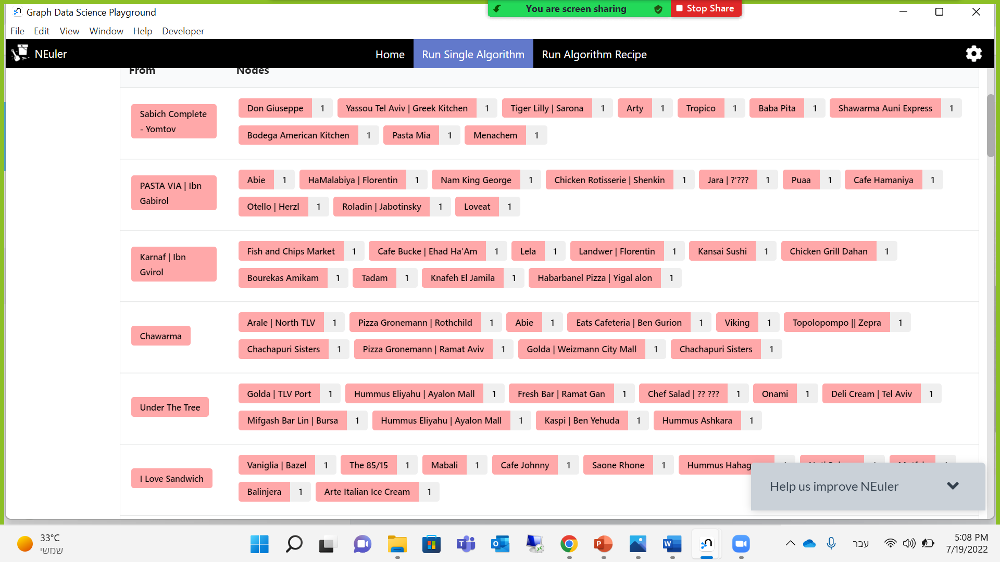 Graph Data Science Playground
You are screen sharing
Stop Share
File Edit View Window Help Developer
NEuler
Home Run Single Algorithm Run Algorithm Recipe
From Nodes
Sabich Complete
- Yomtov
Don Giuseppe 1 Yassou Tel Aviv | Greek Kitchen 1 Tiger Lilly | Sarona 1 Arty 1 Tropico 1 Baba Pita 1 Shawarma Auni Express 1
Bodega American Kitchen 1 Pasta Mia 1 Menachem 1
PASTA VIA | Ibn
Gabirol
Abie 1 HaMalabiya | Florentin 1 Nam King George 1 Chicken Rotisserie | Shenkin 1 Jara | ?'??? 1 Puaa 1 Cafe Hamaniya 1
Otello | Herzl 1 Roladin | Jabotinsky 1 Loveat 1
Karnaf | Ibn
Gvirol
Fish and Chips Market 1 Cafe Bucke | Ehad Ha'Am 1 Lela 1 Landwer | Florentin 1 Kansai Sushi 1 Chicken Grill Dahan 1
Bourekas Amikam 1 Tadam 1 Knafeh El Jamila 1 Habarbanel Pizza | Yigal alon 1
Chawarma
Arale | North TLV 1 Pizza Gronemann | Rothchild 1 Abie 1 Eats Cafeteria | Ben Gurion 1 Viking 1 Topolopompo || Zepra 1
Chachapuri Sisters 1 Pizza Gronemann | Ramat Aviv 1 Golda | Weizmann City Mall 1 Chachapuri Sisters 1
Under The Tree
Golda | TLV Port 1 Hummus Eliyahu | Ayalon Mall 1 Fresh Bar | Ramat Gan 1 Chef Salad | ?? ??? 1 Onami 1 Deli Cream | Tel Aviv 1
Mifgash Bar Lin | Bursa 1 Hummus Eliyahu | Ayalon Mall 1 Kaspi | Ben Yehuda 1 Hummus Ashkara 1
I Love Sandwich
Vaniglia | Bazel 1 The 85/15 1 Mabali 1 Cafe Johnny 1 Saone Rhone 1 Hummus Hahag
Balinjera 1 Arte Italian Ice Cream 1
Help us improve NEuler
33°C
שמשי
עבר
5:08 PM
7/19/2022